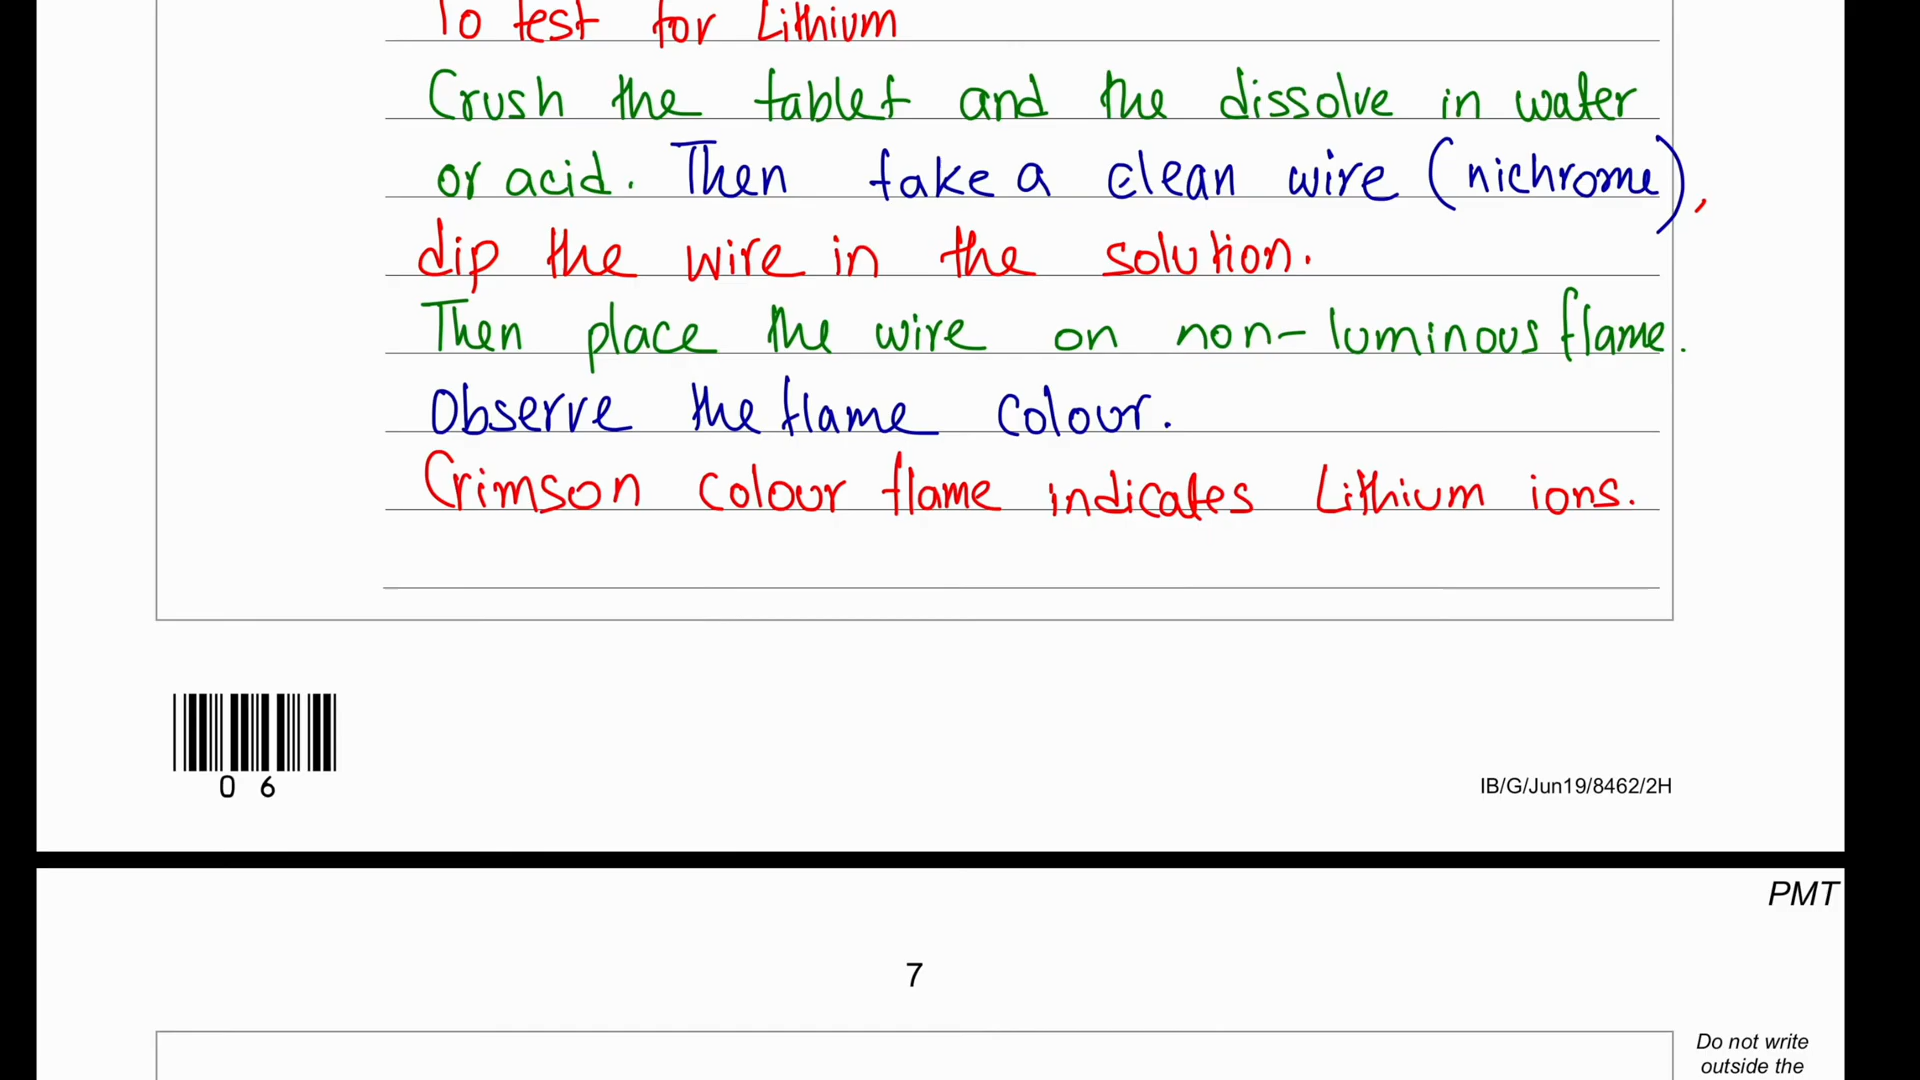 To test for Lithium
Crush the tablet and the dissolve in water
or acid. Then take a clean wire (nichrome),
dip the wire in the solution.
Then place the wire on non-luminous flame.
Observe the flame colour.
Crimson colour flame indicates Lithium ions.
0 6
IB/G/Jun19/8462/2H
PMT
7
Do not write
outside the